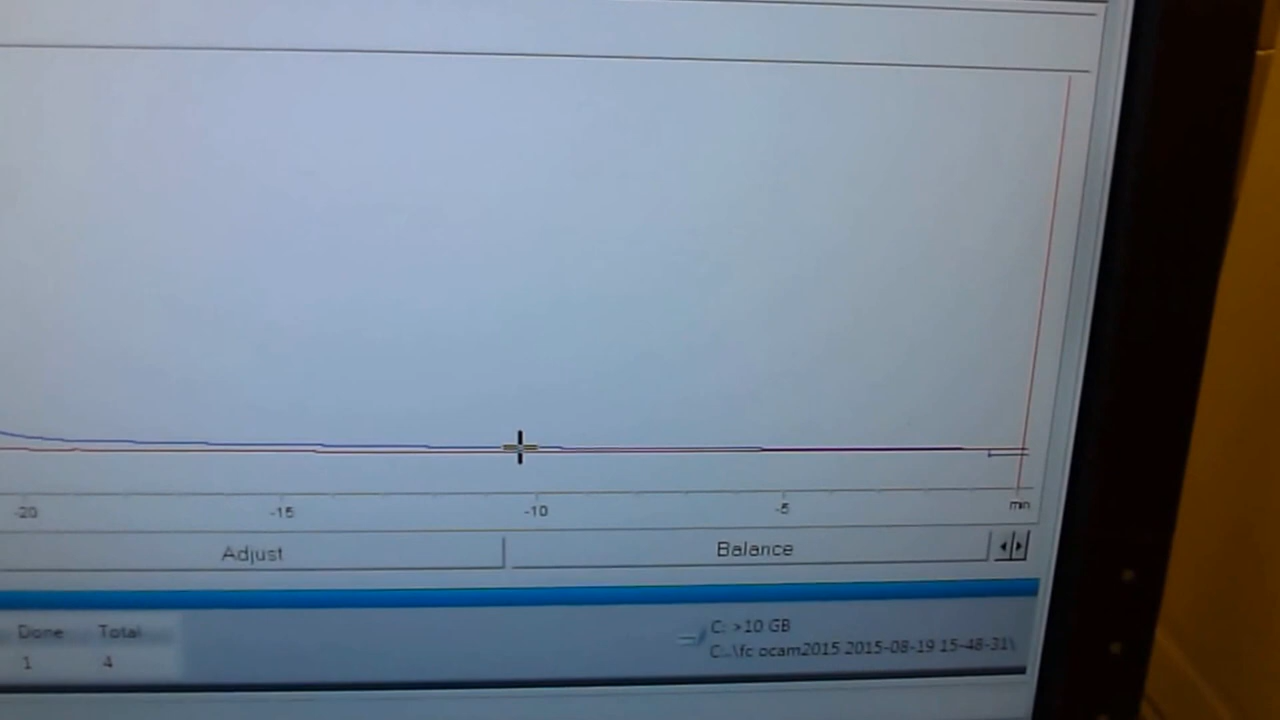 -20 -15 -10 -5 min
Adjust Balance
Done Total
1 4
C: >10 GB
C:..\fc ocam2015 2015-08-19 15-48-31\